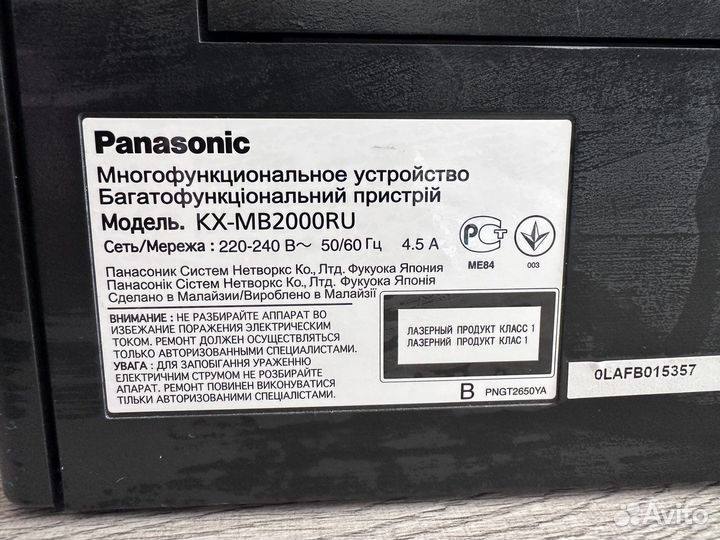 Panasonic
Многофункциональное устройство
Багатофункціональний пристрій
Модель. KX-MB2000RU
Сеть/Мережа : 220-240 В~ 50/60 Гц 4.5 А
РСТ
ME84
003
Панасоник Систем Нетворкс Ко., Лтд. Фукуока Япония
Панасонік Сістем Нетворкс Ко., Лтд. Фукуока Японія
Сделано в Малайзии/Вироблено в Малайзії
ВНИМАНИЕ : НЕ РАЗБИРАЙТЕ АППАРАТ ВО
ИЗБЕЖАНИЕ ПОРАЖЕНИЯ ЭЛЕКТРИЧЕСКИМ
ТОКОМ. РЕМОНТ ДОЛЖЕН ОСУЩЕСТВЛЯТЬСЯ
ТОЛЬКО АВТОРИЗОВАННЫМИ СПЕЦИАЛИСТАМИ.
УВАГА : ДЛЯ ЗАПОБІГАННЯ УРАЖЕННЮ
ЕЛЕКТРИЧНИМ СТРУМОМ НЕ РОЗБИРАЙТЕ
АПАРАТ. РЕМОНТ ПОВИНЕН ВИКОНУВАТИСЯ
ТІЛЬКИ АВТОРИЗОВАНИМИ СПЕЦІАЛІСТАМИ.
ЛАЗЕРНЫЙ ПРОДУКТ КЛАСС 1
ЛАЗЕРНИЙ ПРОДУКТ КЛАС 1
B PNGT2650YA
0LAFB015357
Avito